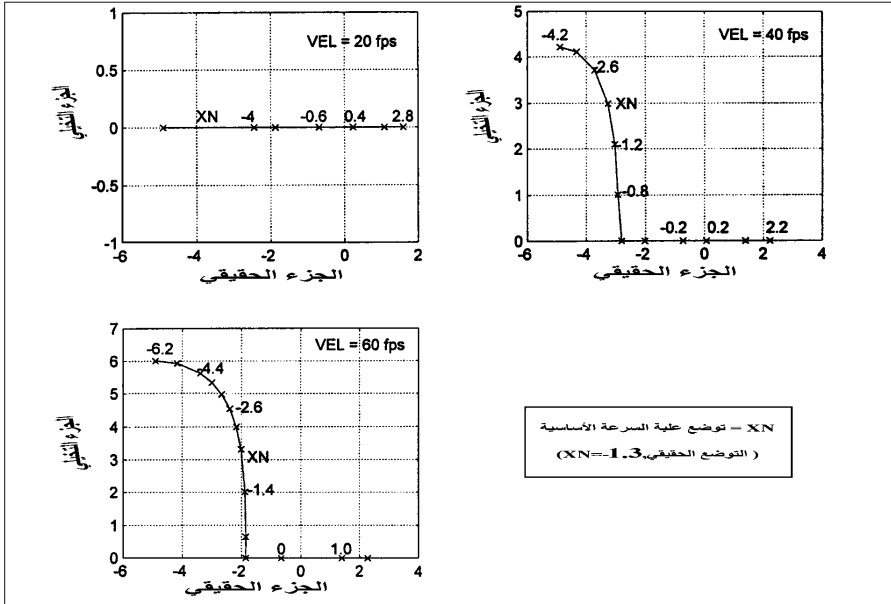 VEL = 20 fps
1
0.5
0
-0.5
-1
XN -4 -0.6 0.4 2.8
-6 -4 -2 0 2
الجزء الحقيقي
الجزء التخيلي
VEL = 40 fps
5
4
3
2
1
0
-4.2
2.6
XN
-1.2
-0.8
-0.2 0.2 2.2
-6 -4 -2 0 2 4
الجزء الحقيقي
الجزء التخيلي
VEL = 60 fps
7
6
5
4
3
2
1
0
-6.2
-4.4
-2.6
XN
-1.4
0 1.0
-6 -4 -2 0 2 4
الجزء الحقيقي
الجزء التخيلي
XN – توضع علبة السرعة الأساسية
( التوضع الحقيقي,XN=-1.3)